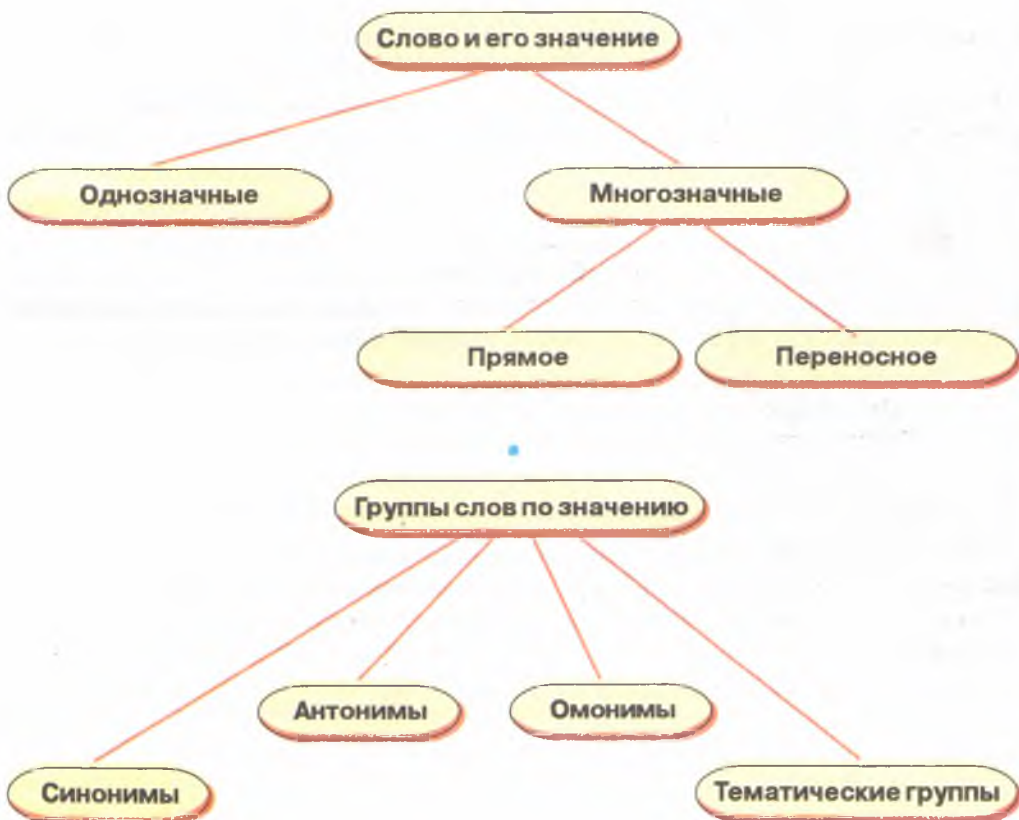 Слово и его значение
Однозначные
Многозначные
Прямое
Переносное
Группы слов по значению
Антонимы
Омонимы
Синонимы
Тематические группы